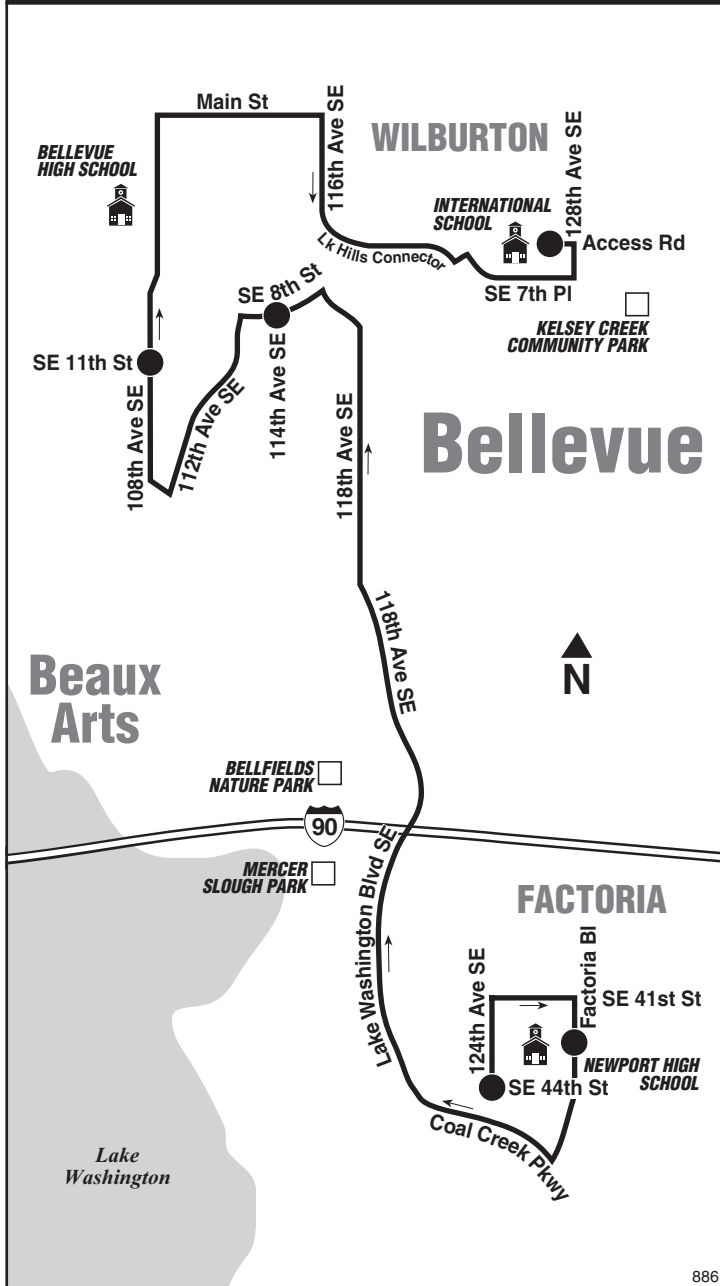 Main St
116th Ave SE
WILBURTON
128th Ave SE
BELLEVUE
HIGH SCHOOL
INTERNATIONAL
SCHOOL
Access Rd
Lk Hills Connector
SE 7th Pl
SE 8th St
KELSEY CREEK
COMMUNITY PARK
SE 11th St
108th Ave SE
112th Ave SE
114th Ave SE
118th Ave SE
Bellevue
118th Ave SE
N
Beaux
Arts
BELLFIELDS
NATURE PARK
90
MERCER
SLOUGH PARK
Lake Washington Blvd SE
FACTORIA
124th Ave SE
Factoria Bl
SE 41st St
NEWPORT HIGH
SCHOOL
SE 44th St
Coal Creek Pkwy
Lake
Washington
886